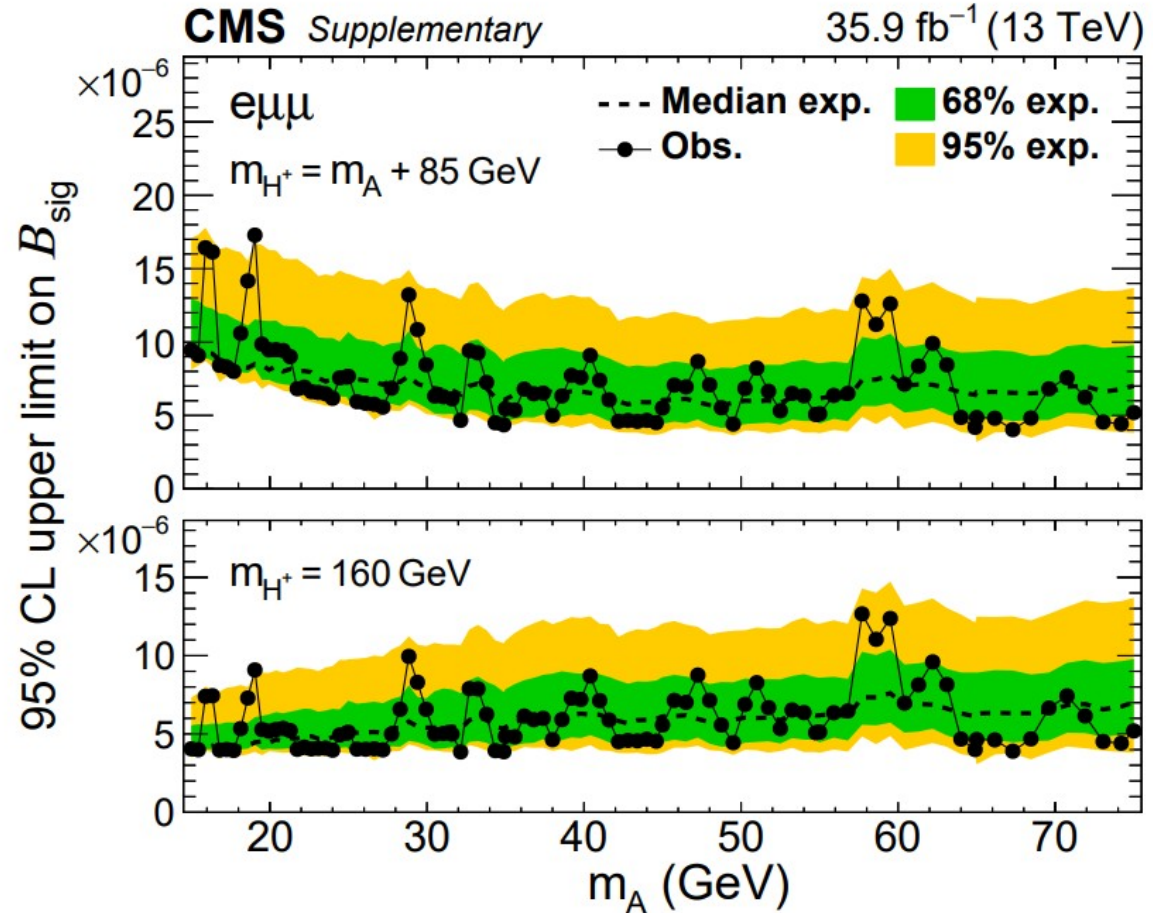 CMS Supplementary 35.9 fb⁻¹ (13 TeV)
×10⁻⁶
eμμ
m_H⁺ = m_A + 85 GeV
Median exp.
Obs.
68% exp.
95% exp.
25
20
15
10
5
0
×10⁻⁶
m_H⁺ = 160 GeV
15
10
5
0
20 30 40 50 60 70
m_A (GeV)
95% CL upper limit on B_sig